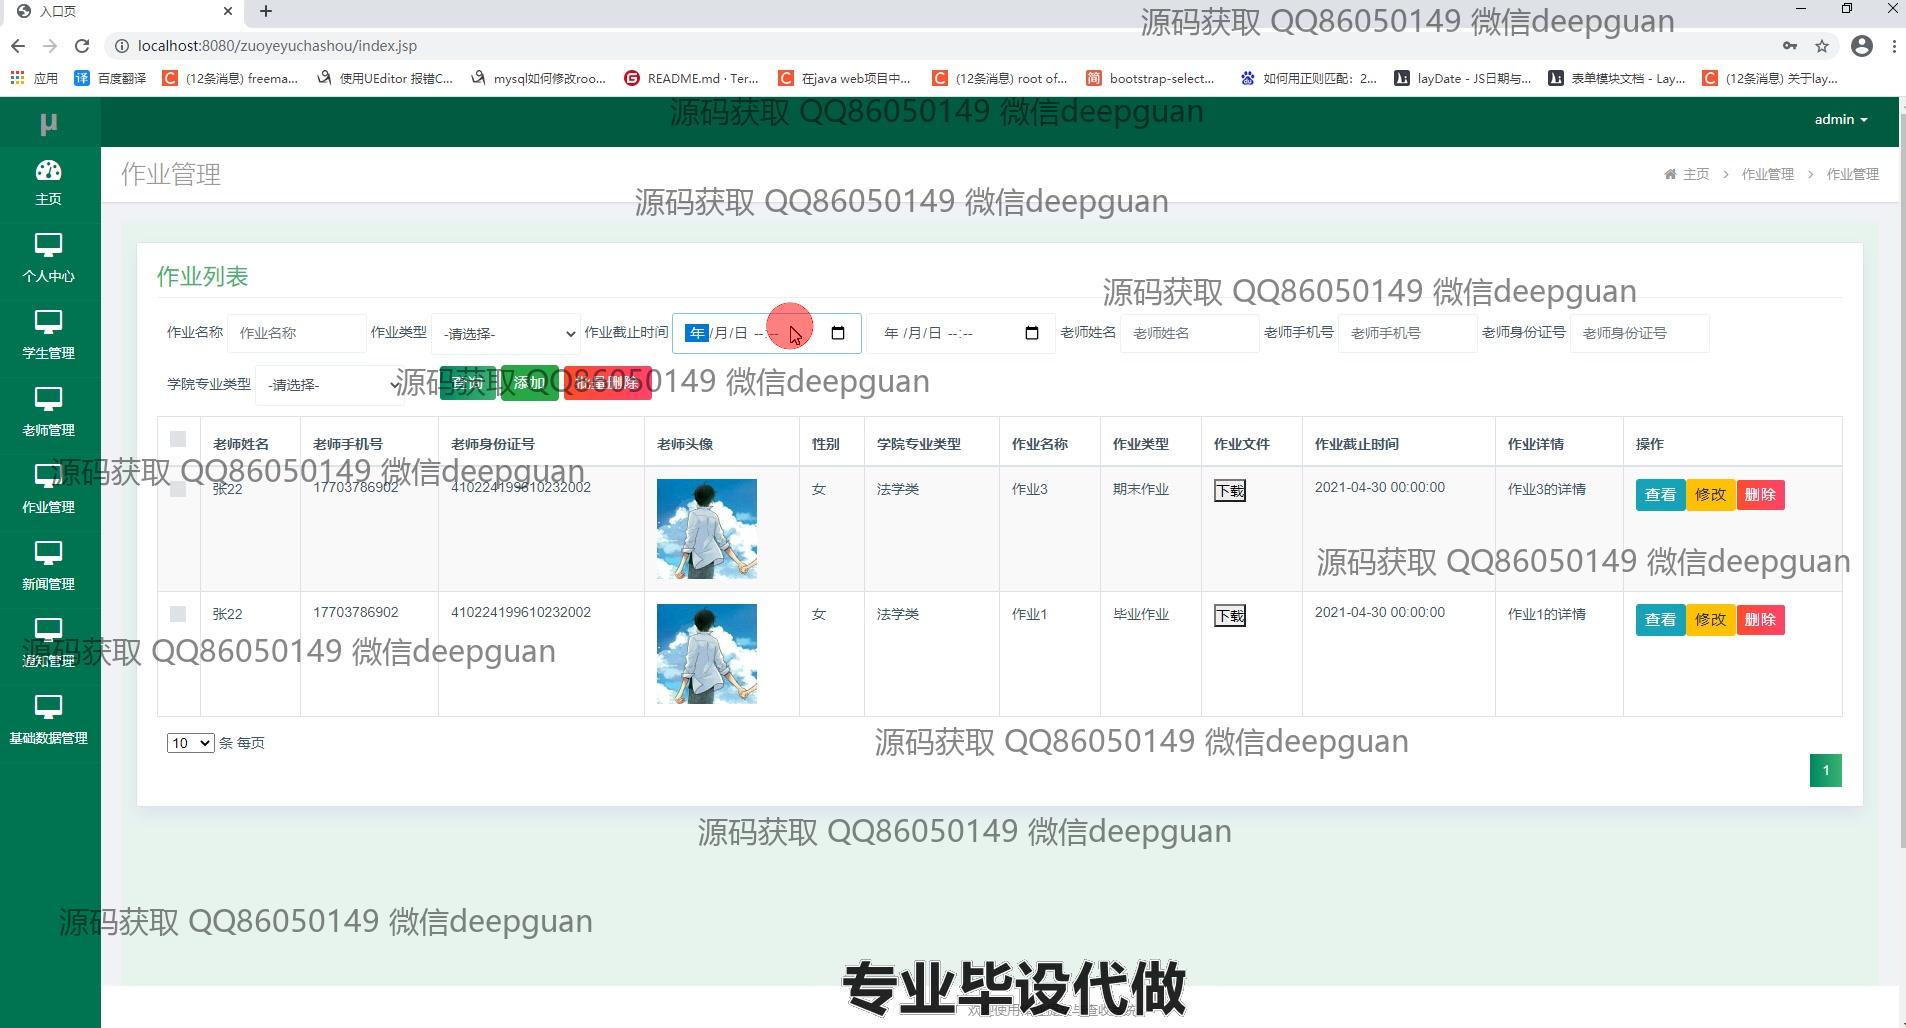 入口页
源码获取 QQ86050149 微信deepguan
localhost:8080/zuoyeyuchashou/index.jsp
应用 百度翻译 (12条消息) freema... 使用UEditor 报错C... mysql如何修改roo... README.md · Ter... 在java web项目中... (12条消息) root of... bootstrap-select... 如何用正则匹配：2... layDate - JS日期与... 表单模块文档 - Lay... (12条消息) 关于lay...
源码获取 QQ86050149 微信deepguan
μ admin
主页
作业管理 主页 > 作业管理 > 作业管理
源码获取 QQ86050149 微信deepguan
个人中心
作业列表
源码获取 QQ86050149 微信deepguan
学生管理
作业名称 作业名称 作业类型 -请选择- 作业截止时间 年/月/日 --:-- 年/月/日 --:-- 老师姓名 老师姓名 老师手机号 老师手机号 老师身份证号 老师身份证号
学院专业类型 -请选择- 查询 添加 批量删除
源码获取 QQ86050149 微信deepguan
老师管理
老师姓名 老师手机号 老师身份证号 老师头像 性别 学院专业类型 作业名称 作业类型 作业文件 作业截止时间 作业详情 操作
源码获取 QQ86050149 微信deepguan
张22 17703786902 410224199610232002 女 法学类 作业3 期末作业 下载 2021-04-30 00:00:00 作业3的详情 查看 修改 删除
作业管理
源码获取 QQ86050149 微信deepguan
新闻管理
张22 17703786902 410224199610232002 女 法学类 作业1 毕业作业 下载 2021-04-30 00:00:00 作业1的详情 查看 修改 删除
源码获取 QQ86050149 微信deepguan
通知管理
基础数据管理
10 条 每页
源码获取 QQ86050149 微信deepguan
1
源码获取 QQ86050149 微信deepguan
源码获取 QQ86050149 微信deepguan
专业毕设代做
欢迎使用